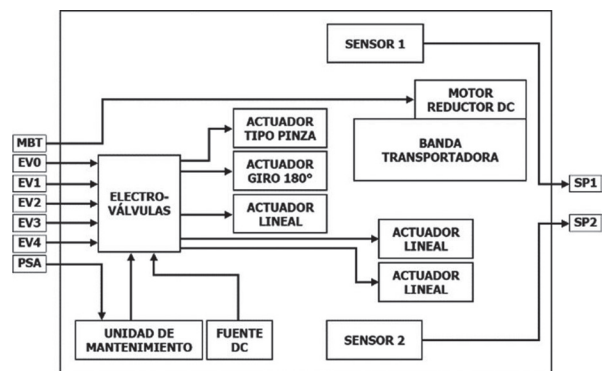 SENSOR 1
MOTOR
REDUCTOR DC
BANDA
TRANSPORTADORA
ACTUADOR
TIPO PINZA
ACTUADOR
GIRO 180°
ACTUADOR
LINEAL
ELECTRO-
VÁLVULAS
MBT
EV0
EV1
EV2
EV3
EV4
PSA
SP1
SP2
ACTUADOR
LINEAL
ACTUADOR
LINEAL
UNIDAD DE
MANTENIMIENTO
FUENTE
DC
SENSOR 2